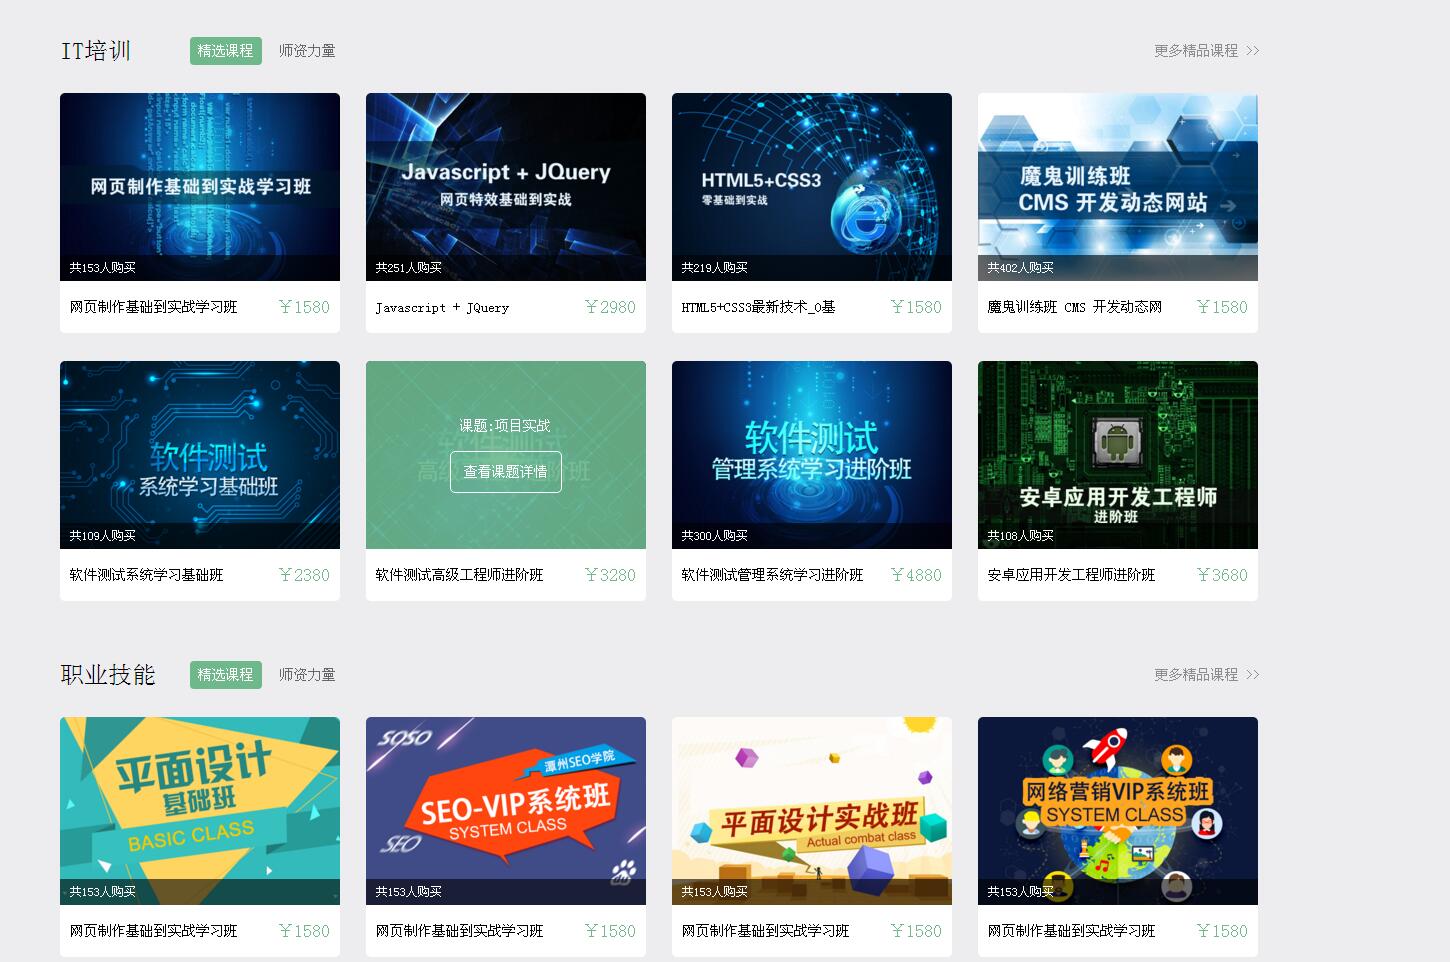 IT培训
精选课程
师资力量
更多精品课程 >>
网页制作基础到实战学习班
共153人购买
网页制作基础到实战学习班
￥1580
Javascript + JQuery
网页特效基础到实战
共251人购买
Javascript + JQuery
￥2980
HTML5+CSS3
零基础到实战
共219人购买
HTML5+CSS3最新技术_0基
￥1580
魔鬼训练班
CMS 开发动态网站
共402人购买
魔鬼训练班 CMS 开发动态网
￥1580
软件测试
系统学习基础班
共109人购买
软件测试系统学习基础班
￥2380
课题:项目实战
查看课题详情
软件测试高级工程师进阶班
￥3280
软件测试
管理系统学习进阶班
共300人购买
软件测试管理系统学习进阶班
￥4880
安卓应用开发工程师
进阶班
共108人购买
安卓应用开发工程师进阶班
￥3680
职业技能
精选课程
师资力量
更多精品课程 >>
平面设计
基础班
BASIC CLASS
共153人购买
网页制作基础到实战学习班
￥1580
SOSO
潭州SEO学院
SEO-VIP系统班
SYSTEM CLASS
SEO
共153人购买
网页制作基础到实战学习班
￥1580
平面设计实战班
Actual combat class
共153人购买
网页制作基础到实战学习班
￥1580
网络营销VIP系统班
SYSTEM CLASS
共153人购买
网页制作基础到实战学习班
￥1580